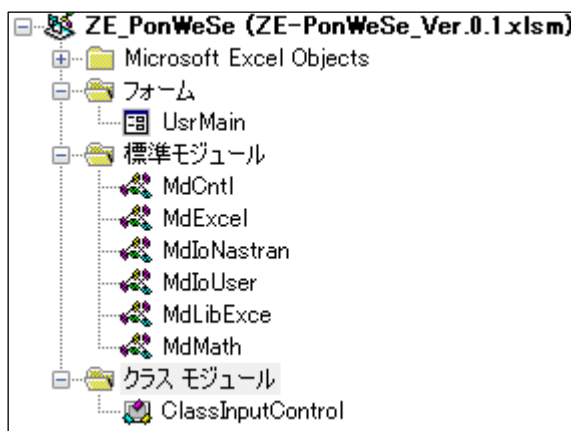 ZE_PonWeSe (ZE-PonWeSe_Ver.0.1.xlsm)
Microsoft Excel Objects
フォーム
UsrMain
標準モジュール
MdCntl
MdExcel
MdIoNastran
MdIoUser
MdLibExce
MdMath
クラス モジュール
ClassInputControl